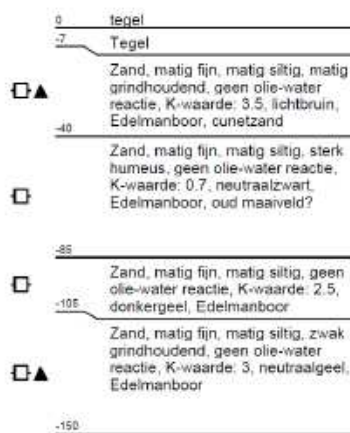 0 tegel
-7 Tegel
Zand, matig fijn, matig siltig, matig
grindhoudend, geen olie-water
reactie, K-waarde: 3.5, lichtbruin,
Edelmanboor, cunetzand
-40
Zand, matig fijn, matig siltig, sterk
humeus, geen olie-water reactie,
K-waarde: 0.7, neutraalzwart,
Edelmanboor, oud maaiveld?
-85
Zand, matig fijn, matig siltig, geen
olie-water reactie, K-waarde: 2.5,
donkergeel, Edelmanboor
-105
Zand, matig fijn, matig siltig, zwak
grindhoudend, geen olie-water
reactie, K-waarde: 3, neutraalgeel,
Edelmanboor
-150